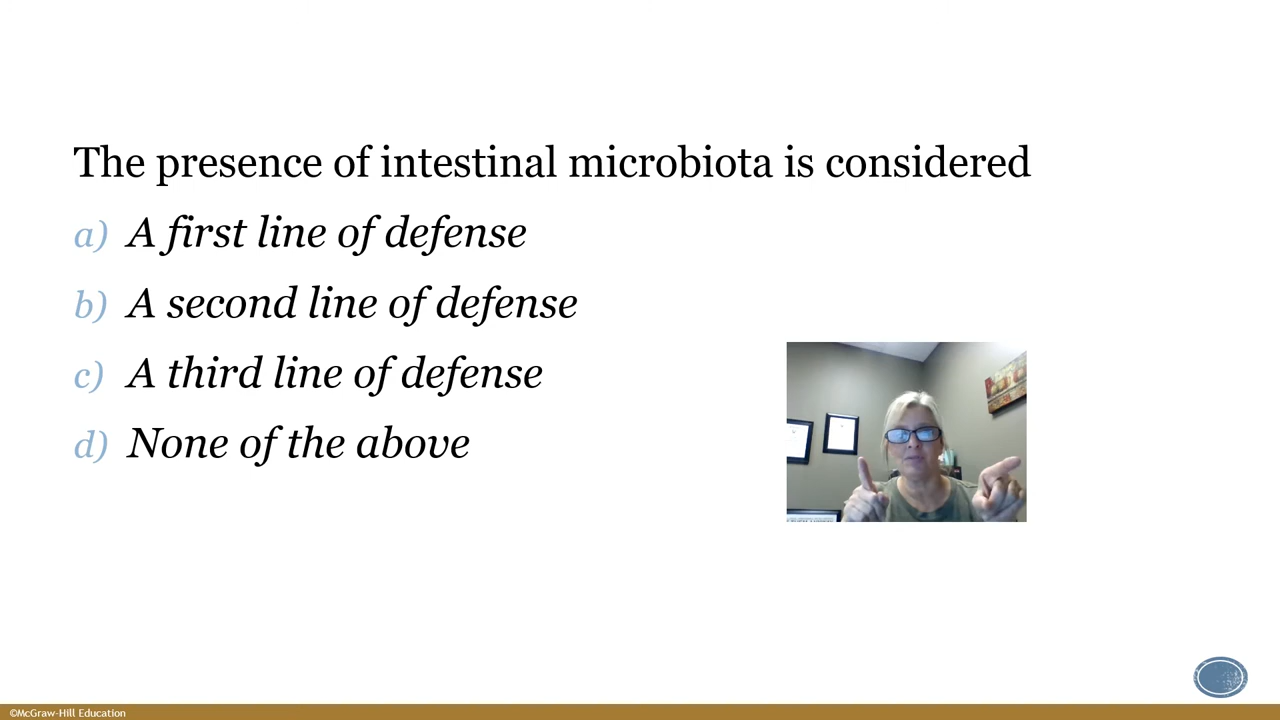 The presence of intestinal microbiota is considered
a) A first line of defense
b) A second line of defense
c) A third line of defense
d) None of the above
©McGraw-Hill Education